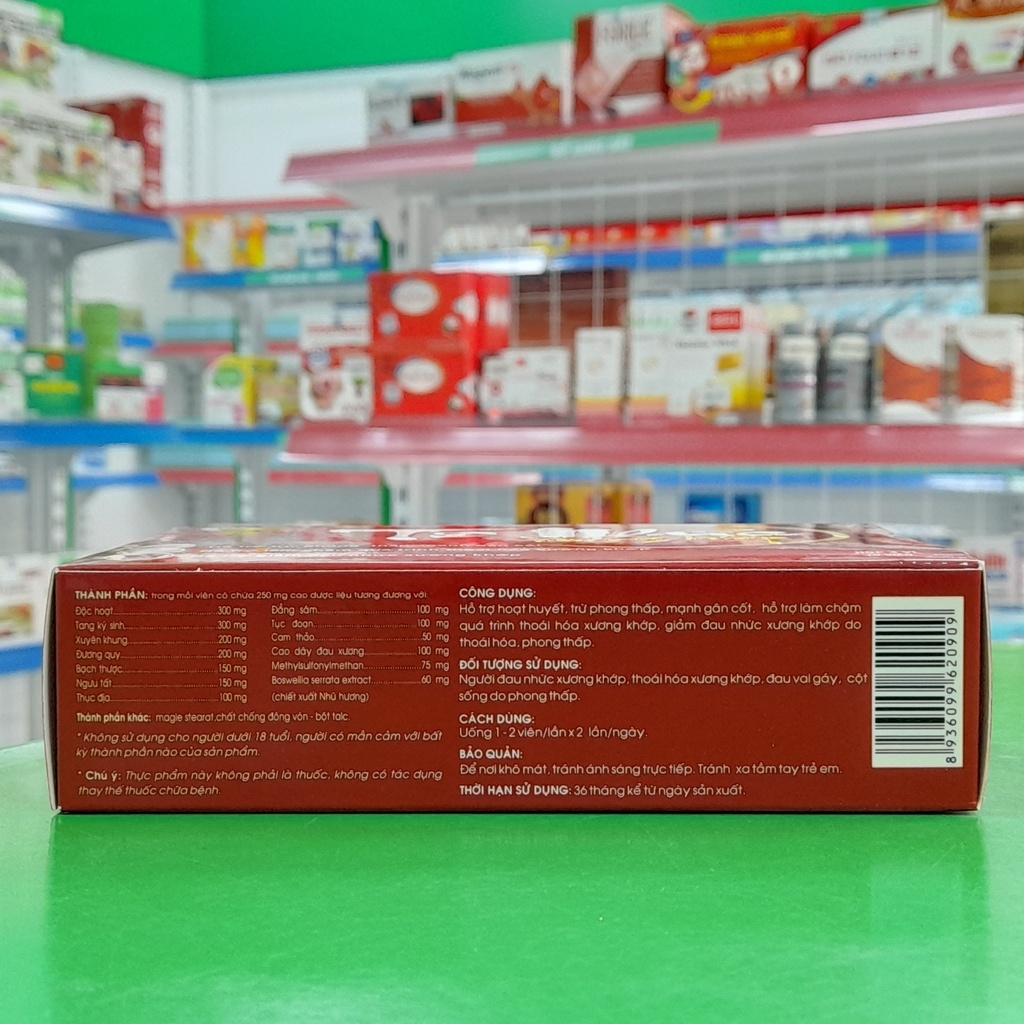 THÀNH PHẦN: trong mỗi viên có chứa 250 mg cao dược liệu tương đương với:
Độc hoạt 300 mg
Tang ký sinh 300 mg
Xuyên khung 200 mg
Đương quy 200 mg
Bạch thược 150 mg
Ngưu tất 150 mg
Thục địa 100 mg
Đảng sâm 100 mg
Tục đoạn 100 mg
Cam thảo 50 mg
Cao dây đau xương 100 mg
Methylsulfonylmethan 75 mg
Boswellia serrata extract 60 mg
(chiết xuất Nhũ hương)
Thành phần khác: magie stearat,chất chống đông vón - bột talc.
* Không sử dụng cho người dưới 18 tuổi, người có mẫn cảm với bất
kỳ thành phần nào của sản phẩm.
* Chú ý: Thực phẩm này không phải là thuốc, không có tác dụng
thay thế thuốc chữa bệnh.
CÔNG DỤNG:
Hỗ trợ hoạt huyết, trừ phong thấp, mạnh gân cốt, hỗ trợ làm chậm
quá trình thoái hóa xương khớp, giảm đau nhức xương khớp do
thoái hóa, phong thấp.
ĐỐI TƯỢNG SỬ DỤNG:
Người đau nhức xương khớp, thoái hóa xương khớp, đau vai gáy, cột
sống do phong thấp.
CÁCH DÙNG:
Uống 1 - 2 viên/lần x 2 lần/ngày.
BẢO QUẢN:
Để nơi khô mát, tránh ánh sáng trực tiếp. Tránh xa tầm tay trẻ em.
THỜI HẠN SỬ DỤNG: 36 tháng kể từ ngày sản xuất.
8 936099 620909